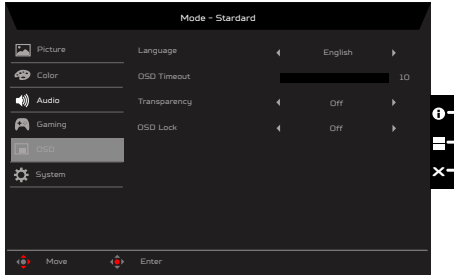 Mode - Stardard
Picture
Language
English
Color
OSD Timeout
10
Audio
Transparency
Off
Gaming
OSD Lock
Off
OSD
System
Move
Enter